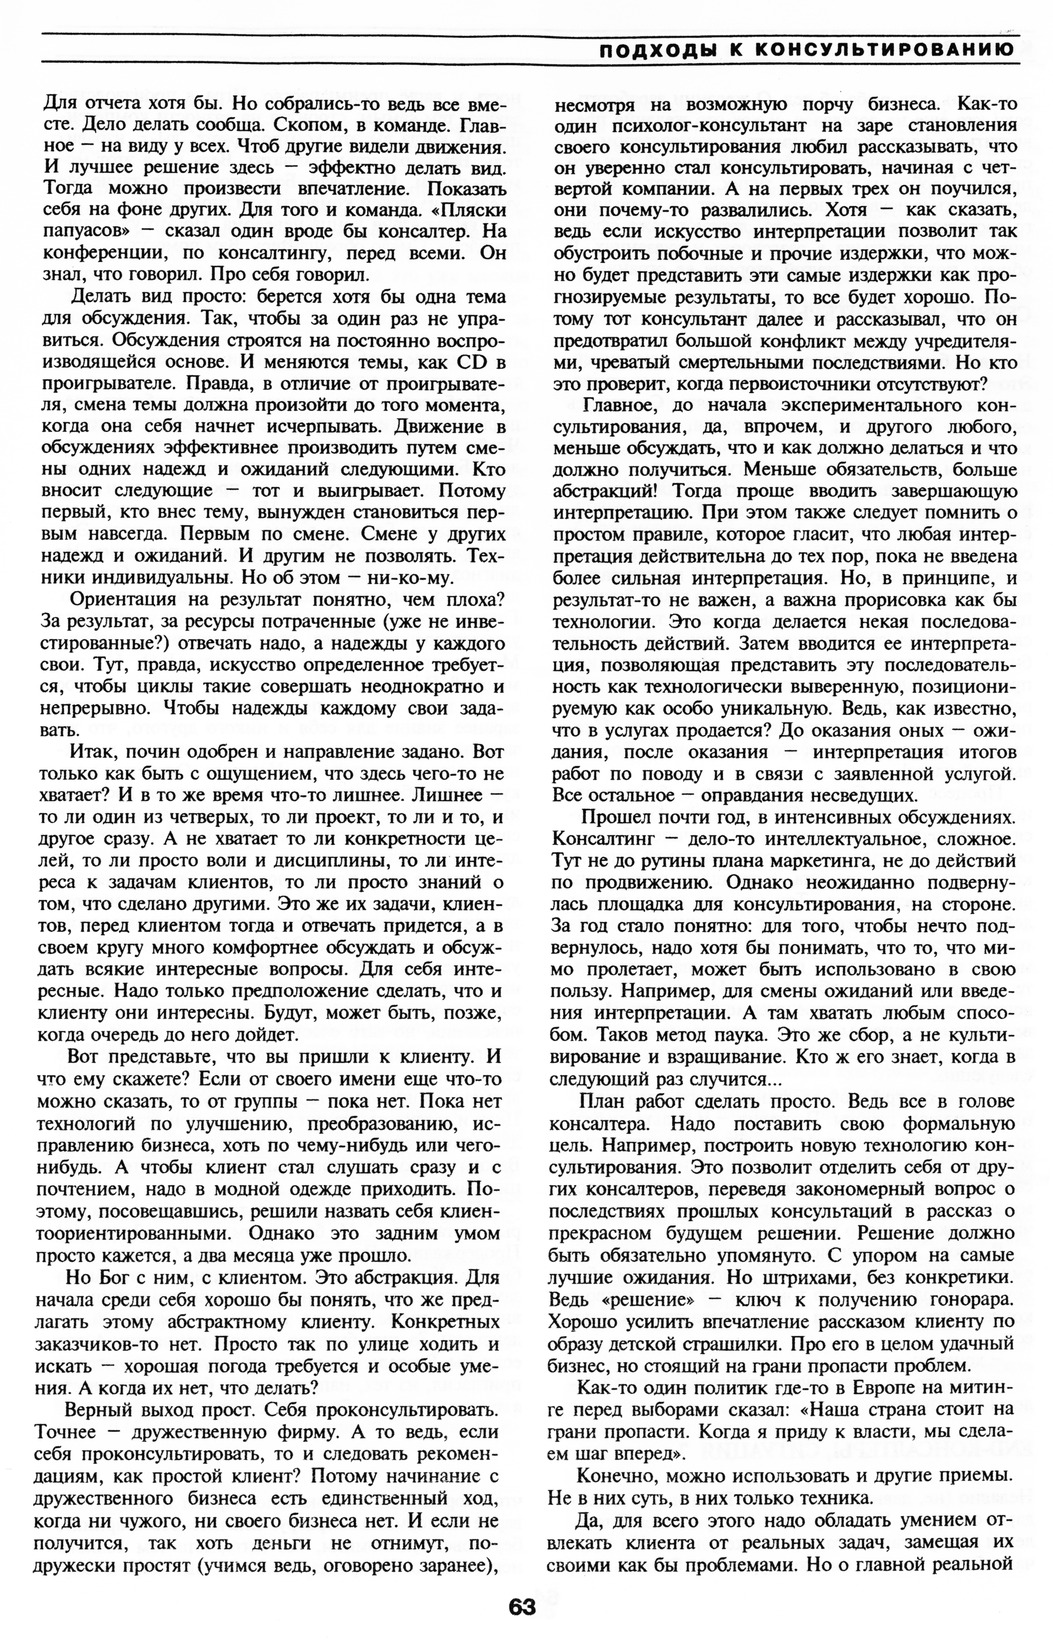 ПОДХОДЫ К КОНСУЛЬТИРОВАНИЮ
Для отчета хотя бы. Но собрались-то ведь все вме-
сте. Дело делать сообща. Скопом, в команде. Глав-
ное — на виду у всех. Чтоб другие видели движения.
И лучшее решение здесь — эффектно делать вид.
Тогда можно произвести впечатление. Показать
себя на фоне других. Для того и команда. «Пляски
папуасов» — сказал один вроде бы консалтер. На
конференции, по консалтингу, перед всеми. Он
знал, что говорил. Про себя говорил.
Делать вид просто: берется хотя бы одна тема
для обсуждения. Так, чтобы за один раз не упра-
виться. Обсуждения строятся на постоянно воспро-
изводящейся основе. И меняются темы, как CD в
проигрывателе. Правда, в отличие от проигрывате-
ля, смена темы должна произойти до того момента,
когда она себя начнет исчерпывать. Движение в
обсуждениях эффективнее производить путем сме-
ны одних надежд и ожиданий следующими. Кто
вносит следующие — тот и выигрывает. Потому
первый, кто внес тему, вынужден становиться пер-
вым навсегда. Первым по смене. Смене у других
надежд и ожиданий. И другим не позволять. Тех-
ники индивидуальны. Но об этом — ни-ко-му.
Ориентация на результат понятно, чем плоха?
За результат, за ресурсы потраченные (уже не инве-
стированные?) отвечать надо, а надежды у каждого
свои. Тут, правда, искусство определенное требует-
ся, чтобы циклы такие совершать неоднократно и
непрерывно. Чтобы надежды каждому свои зада-
вать.
Итак, почин одобрен и направление задано. Вот
только как быть с ощущением, что здесь чего-то не
хватает? И в то же время что-то лишнее. Лишнее —
то ли один из четверых, то ли проект, то ли и то, и
другое сразу. А не хватает то ли конкретности це-
лей, то ли просто воли и дисциплины, то ли инте-
реса к задачам клиентов, то ли просто знаний о
том, что сделано другими. Это же их задачи, клиен-
тов, перед клиентом тогда и отвечать придется, а в
своем кругу много комфортнее обсуждать и обсуж-
дать всякие интересные вопросы. Для себя инте-
ресные. Надо только предположение сделать, что и
клиенту они интересны. Будут, может быть, позже,
когда очередь до него дойдет.
Вот представьте, что вы пришли к клиенту. И
что ему скажете? Если от своего имени еще что-то
можно сказать, то от группы — пока нет. Пока нет
технологий по улучшению, преобразованию, ис-
правлению бизнеса, хоть по чему-нибудь или чего-
нибудь. А чтобы клиент стал слушать сразу и с
почтением, надо в модной одежде приходить. По-
этому, посовещавшись, решили назвать себя клиен-
тоориентированными. Однако это задним умом
просто кажется, а два месяца уже прошло.
Но Бог с ним, с клиентом. Это абстракция. Для
начала среди себя хорошо бы понять, что же пред-
лагать этому абстрактному клиенту. Конкретных
заказчиков-то нет. Просто так по улице ходить и
искать — хорошая погода требуется и особые уме-
ния. А когда их нет, что делать?
Верный выход прост. Себя проконсультировать.
Точнее — дружественную фирму. А то ведь, если
себя проконсультировать, то и следовать рекомен-
дациям, как простой клиент? Потому начинание с
дружественного бизнеса есть единственный ход,
когда ни чужого, ни своего бизнеса нет. И если не
получится, так хоть деньги не отнимут, по-
дружески простят (учимся ведь, оговорено заранее),
несмотря на возможную порчу бизнеса. Как-то
один психолог-консультант на заре становления
своего консультирования любил рассказывать, что
он уверенно стал консультировать, начиная с чет-
вертой компании. А на первых трех он поучился,
они почему-то развалились. Хотя — как сказать,
ведь если искусство интерпретации позволит так
обустроить побочные и прочие издержки, что мож-
но будет представить эти самые издержки как про-
гнозируемые результаты, то все будет хорошо. По-
тому тот консультант далее и рассказывал, что он
предотвратил большой конфликт между учредителя-
ми, чреватый смертельными последствиями. Но кто
это проверит, когда первоисточники отсутствуют?
Главное, до начала экспериментального кон-
сультирования, да, впрочем, и другого любого,
меньше обсуждать, что и как должно делаться и что
должно получиться. Меньше обязательств, больше
абстракций! Тогда проще вводить завершающую
интерпретацию. При этом также следует помнить о
простом правиле, которое гласит, что любая интер-
претация действительна до тех пор, пока не введена
более сильная интерпретация. Но, в принципе, и
результат-то не важен, а важна прорисовка как бы
технологии. Это когда делается некая последова-
тельность действий. Затем вводится ее интерпрета-
ция, позволяющая представить эту последователь-
ность как технологически выверенную, позициони-
руемую как особо уникальную. Ведь, как известно,
что в услугах продается? До оказания оных — ожи-
дания, после оказания — интерпретация итогов
работ по поводу и в связи с заявленной услугой.
Все остальное — оправдания несведущих.
Прошел почти год, в интенсивных обсуждениях.
Консалтинг — дело-то интеллектуальное, сложное.
Тут не до рутины плана маркетинга, не до действий
по продвижению. Однако неожиданно подверну-
лась площадка для консультирования, на стороне.
За год стало понятно: для того, чтобы нечто под-
вернулось, надо хотя бы понимать, что то, что ми-
мо пролетает, может быть использовано в свою
пользу. Например, для смены ожиданий или введе-
ния интерпретации. А там хватать любым спосо-
бом. Таков метод паука. Это же сбор, а не культи-
вирование и взращивание. Кто ж его знает, когда в
следующий раз случится...
План работ сделать просто. Ведь все в голове
консалтера. Надо поставить свою формальную
цель. Например, построить новую технологию кон-
сультирования. Это позволит отделить себя от дру-
гих консалтеров, переведя закономерный вопрос о
последствиях прошлых консультаций в рассказ о
прекрасном будущем решении. Решение должно
быть обязательно упомянуто. С упором на самые
лучшие ожидания. Но штрихами, без конкретики.
Ведь «решение» — ключ к получению гонорара.
Хорошо усилить впечатление рассказом клиенту по
образу детской страшилки. Про его в целом удачный
бизнес, но стоящий на грани пропасти проблем.
Как-то один политик где-то в Европе на митин-
ге перед выборами сказал: «Наша страна стоит на
грани пропасти. Когда я приду к власти, мы сдела-
ем шаг вперед».
Конечно, можно использовать и другие приемы.
Не в них суть, в них только техника.
Да, для всего этого надо обладать умением от-
влекать клиента от реальных задач, замещая их
своими как бы проблемами. Но о главной реальной
63